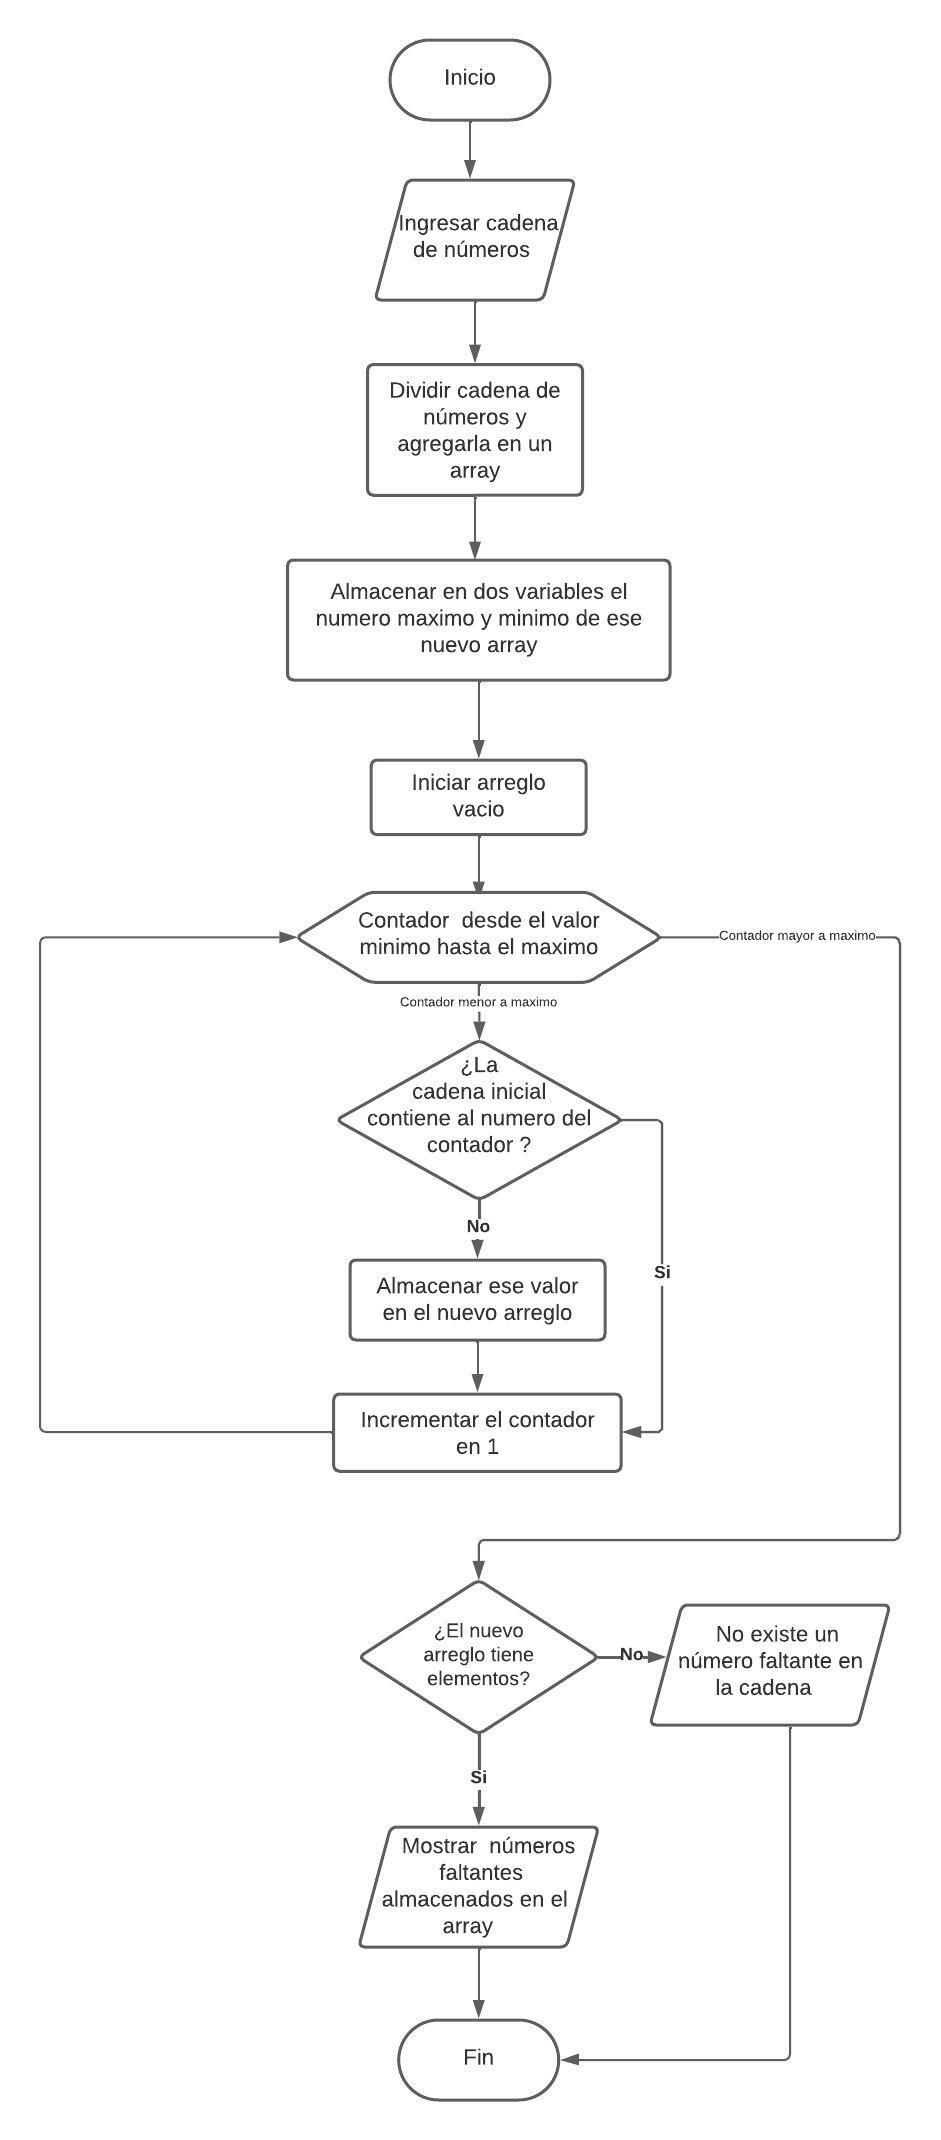 Inicio
Ingresar cadena
de números
Dividir cadena de
números y
agregarla en un
array
Almacenar en dos variables el
numero maximo y minimo de ese
nuevo array
Iniciar arreglo
vacio
Contador  desde el valor
minimo hasta el maximo
Contador mayor a maximo
Contador menor a maximo
¿La
cadena inicial
contiene al numero del
contador ?
No
Si
Almacenar ese valor
en el nuevo arreglo
Incrementar el contador
en 1
¿El nuevo
arreglo tiene
elementos?
No
No existe un
número faltante en
la cadena
Si
Mostrar  números
faltantes
almacenados en el
array
Fin